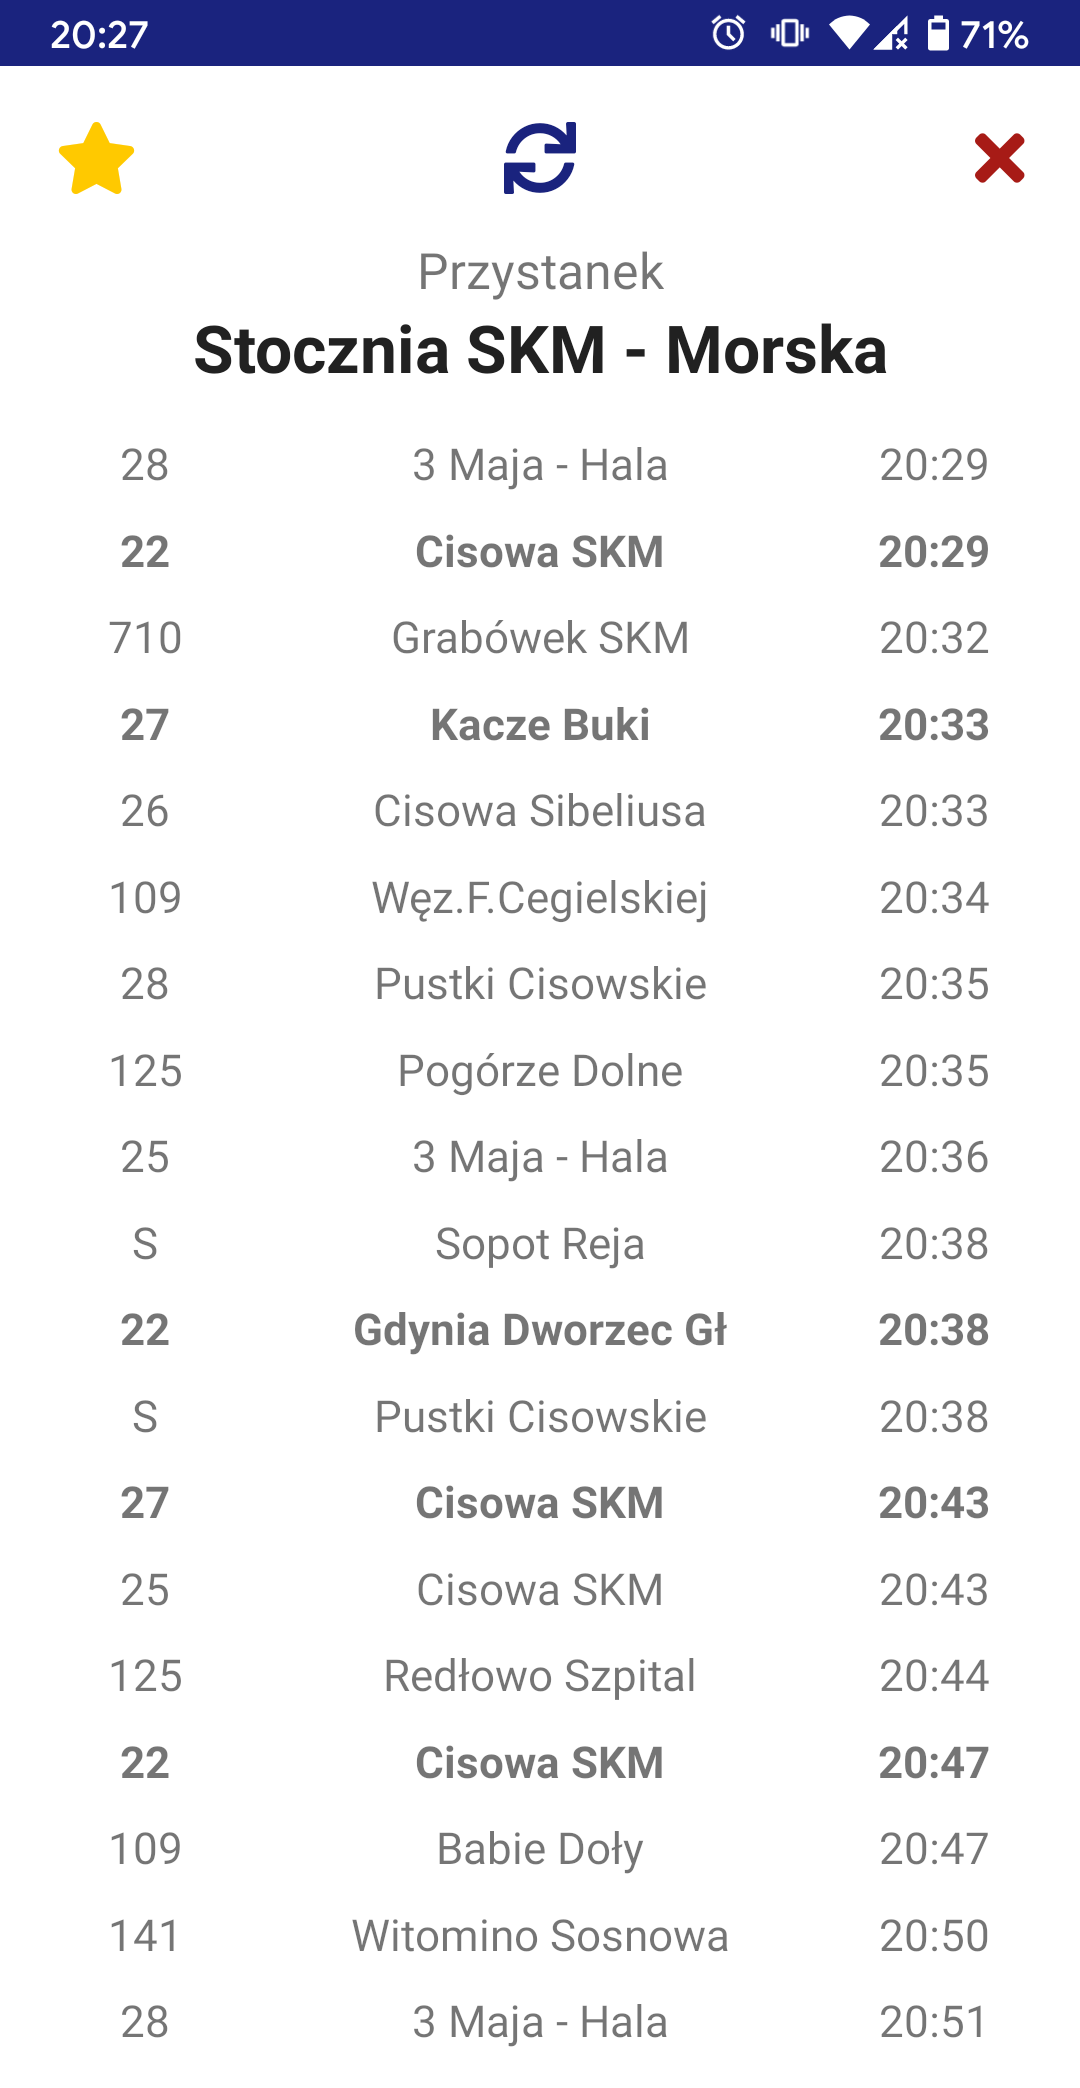 20:27 71%
Przystanek
Stocznia SKM - Morska
28 3 Maja - Hala 20:29
22 Cisowa SKM 20:29
710 Grabówek SKM 20:32
27 Kacze Buki 20:33
26 Cisowa Sibeliusa 20:33
109 Węz.F.Cegielskiej 20:34
28 Pustki Cisowskie 20:35
125 Pogórze Dolne 20:35
25 3 Maja - Hala 20:36
S Sopot Reja 20:38
22 Gdynia Dworzec Gł 20:38
S Pustki Cisowskie 20:38
27 Cisowa SKM 20:43
25 Cisowa SKM 20:43
125 Redłowo Szpital 20:44
22 Cisowa SKM 20:47
109 Babie Doły 20:47
141 Witomino Sosnowa 20:50
28 3 Maja - Hala 20:51